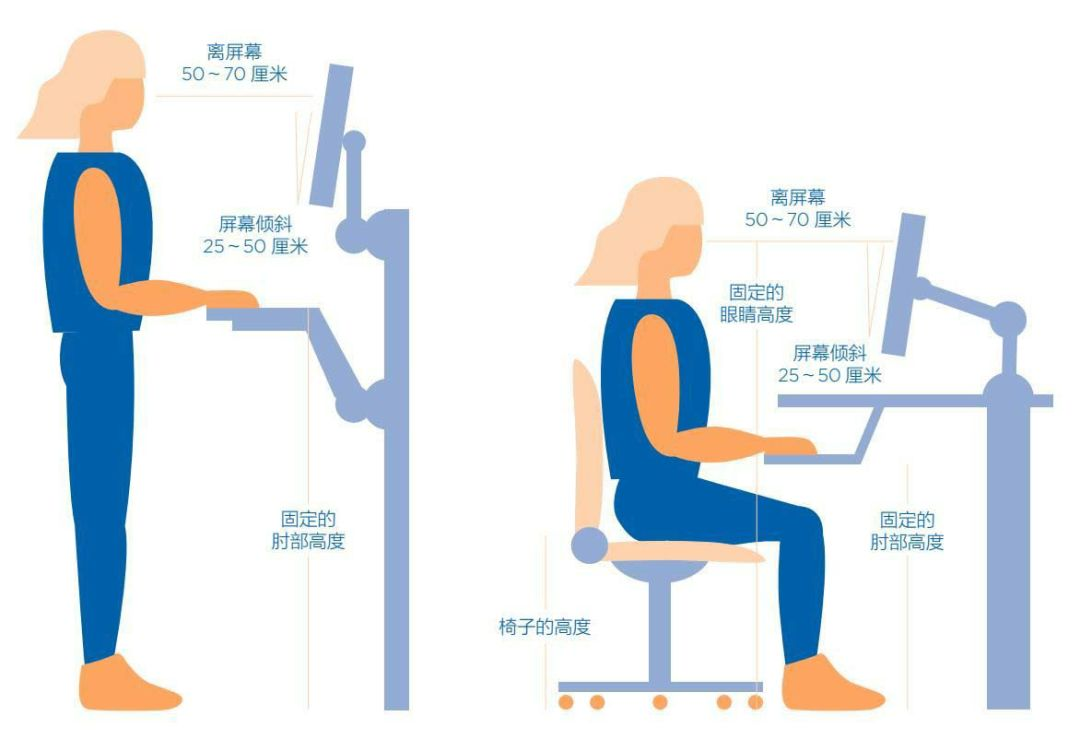 离屏幕
50～70 厘米
屏幕倾斜
25～50 厘米
固定的
肘部高度
离屏幕
50～70 厘米
固定的
眼睛高度
屏幕倾斜
25～50 厘米
固定的
肘部高度
椅子的高度